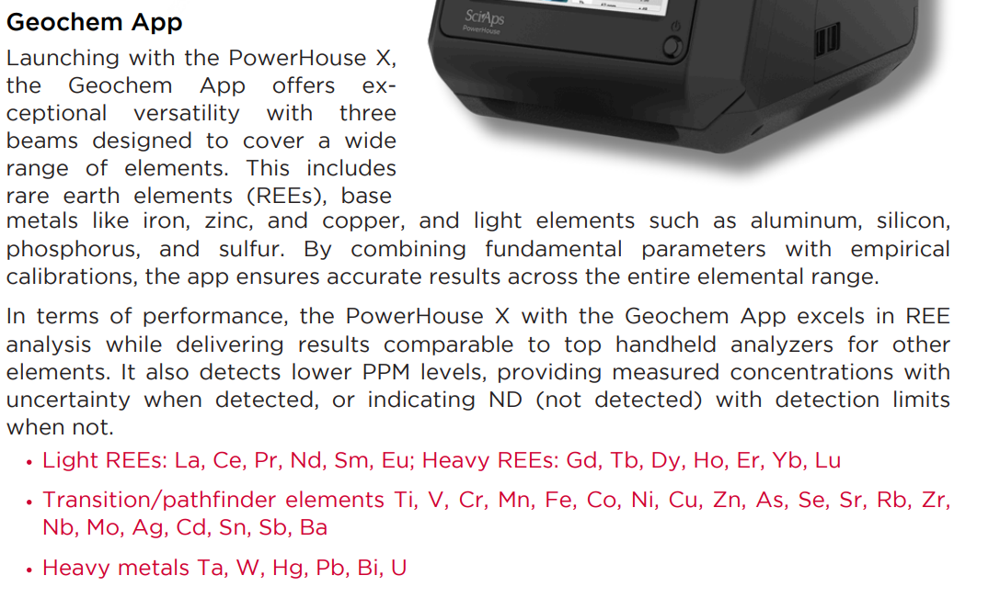 Geochem App
SciAps
PowerHouse
Launching with the PowerHouse X,
the Geochem App offers ex-
ceptional versatility with three
beams designed to cover a wide
range of elements. This includes
rare earth elements (REEs), base
metals like iron, zinc, and copper, and light elements such as aluminum, silicon,
phosphorus, and sulfur. By combining fundamental parameters with empirical
calibrations, the app ensures accurate results across the entire elemental range.
In terms of performance, the PowerHouse X with the Geochem App excels in REE
analysis while delivering results comparable to top handheld analyzers for other
elements. It also detects lower PPM levels, providing measured concentrations with
uncertainty when detected, or indicating ND (not detected) with detection limits
when not.
• Light REEs: La, Ce, Pr, Nd, Sm, Eu; Heavy REEs: Gd, Tb, Dy, Ho, Er, Yb, Lu
• Transition/pathfinder elements Ti, V, Cr, Mn, Fe, Co, Ni, Cu, Zn, As, Se, Sr, Rb, Zr,
Nb, Mo, Ag, Cd, Sn, Sb, Ba
• Heavy metals Ta, W, Hg, Pb, Bi, U